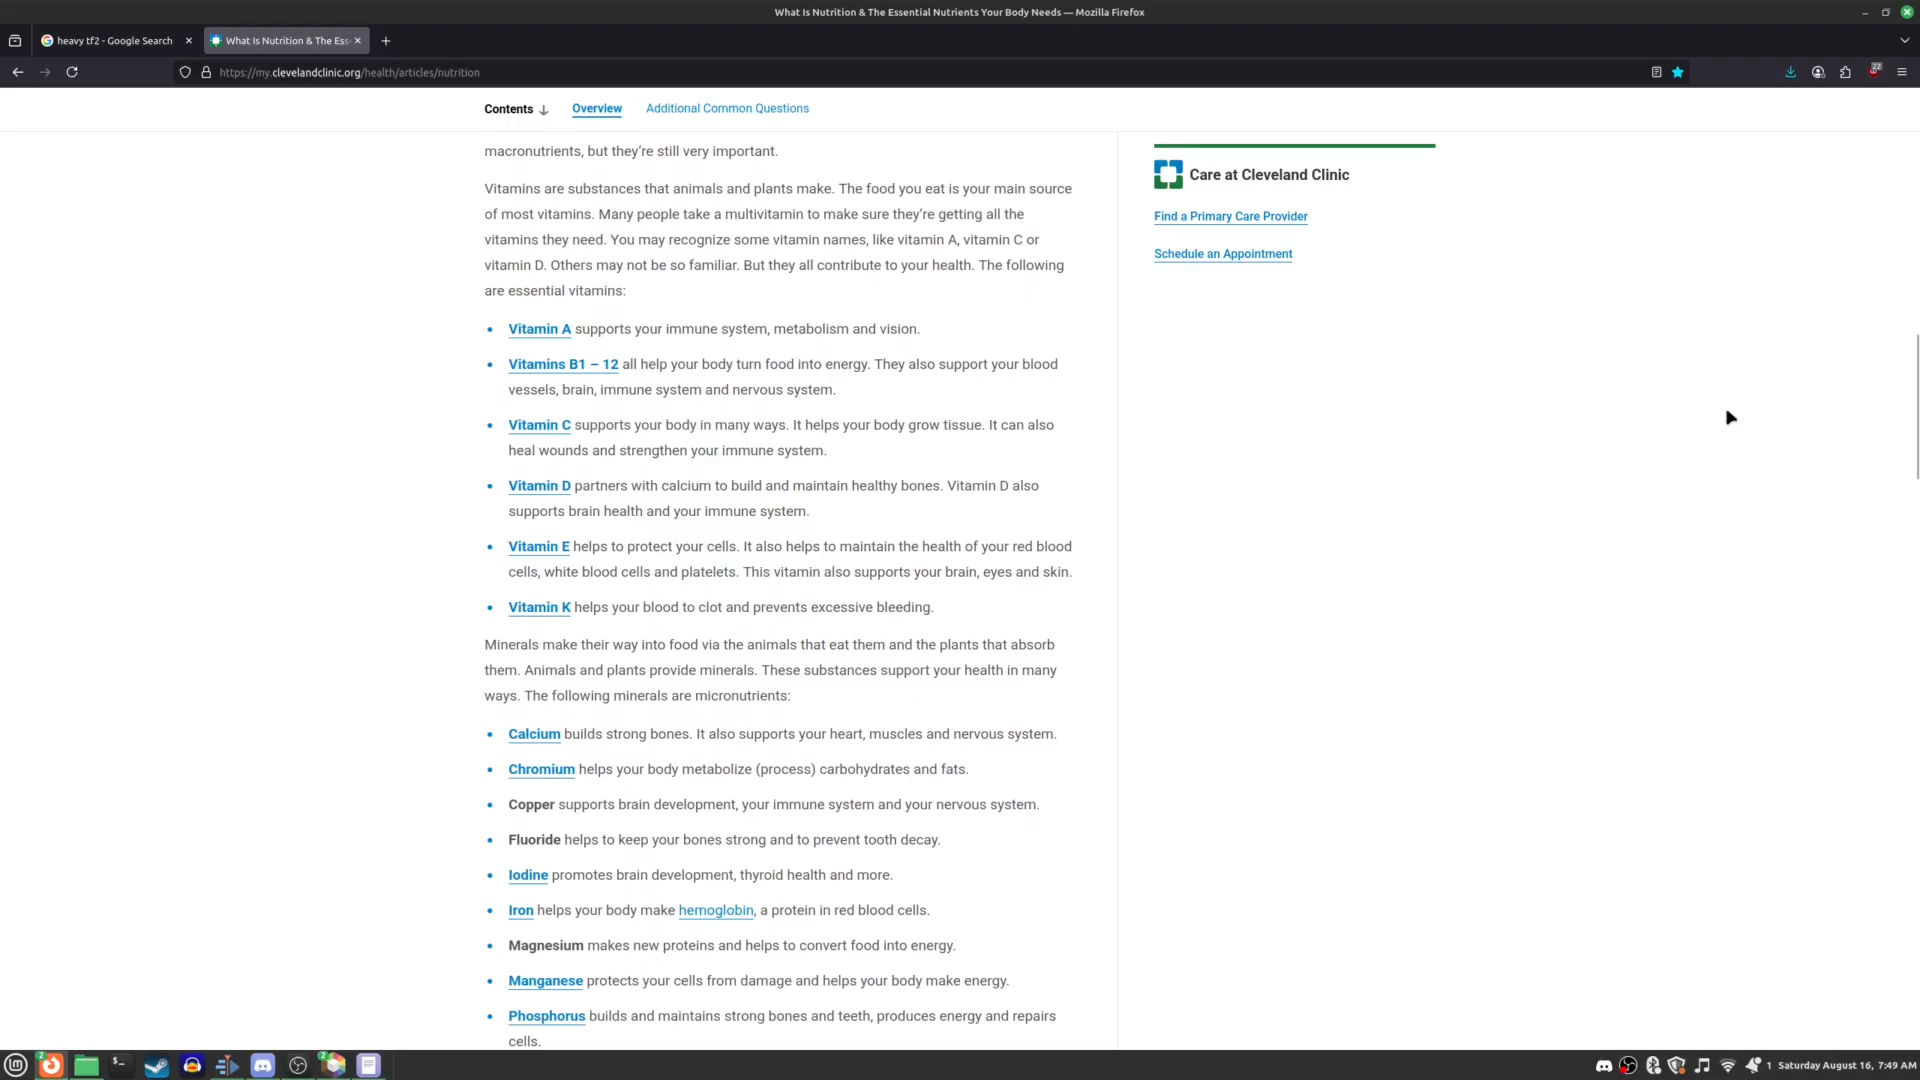 What Is Nutrition & The Essential Nutrients Your Body Needs — Mozilla Firefox
heavy tf2 - Google Search
What Is Nutrition & The Ess
https://my.clevelandclinic.org/health/articles/nutrition
22
Contents
Overview
Additional Common Questions
macronutrients, but they’re still very important.
Vitamins are substances that animals and plants make. The food you eat is your main source
of most vitamins. Many people take a multivitamin to make sure they’re getting all the
vitamins they need. You may recognize some vitamin names, like vitamin A, vitamin C or
vitamin D. Others may not be so familiar. But they all contribute to your health. The following
are essential vitamins:
• Vitamin A supports your immune system, metabolism and vision.
• Vitamins B1 – 12 all help your body turn food into energy. They also support your blood
vessels, brain, immune system and nervous system.
• Vitamin C supports your body in many ways. It helps your body grow tissue. It can also
heal wounds and strengthen your immune system.
• Vitamin D partners with calcium to build and maintain healthy bones. Vitamin D also
supports brain health and your immune system.
• Vitamin E helps to protect your cells. It also helps to maintain the health of your red blood
cells, white blood cells and platelets. This vitamin also supports your brain, eyes and skin.
• Vitamin K helps your blood to clot and prevents excessive bleeding.
Minerals make their way into food via the animals that eat them and the plants that absorb
them. Animals and plants provide minerals. These substances support your health in many
ways. The following minerals are micronutrients:
• Calcium builds strong bones. It also supports your heart, muscles and nervous system.
• Chromium helps your body metabolize (process) carbohydrates and fats.
• Copper supports brain development, your immune system and your nervous system.
• Fluoride helps to keep your bones strong and to prevent tooth decay.
• Iodine promotes brain development, thyroid health and more.
• Iron helps your body make hemoglobin, a protein in red blood cells.
• Magnesium makes new proteins and helps to convert food into energy.
• Manganese protects your cells from damage and helps your body make energy.
• Phosphorus builds and maintains strong bones and teeth, produces energy and repairs
cells.
Care at Cleveland Clinic
Find a Primary Care Provider
Schedule an Appointment
2
2
1
Saturday August 16, 7:49 AM